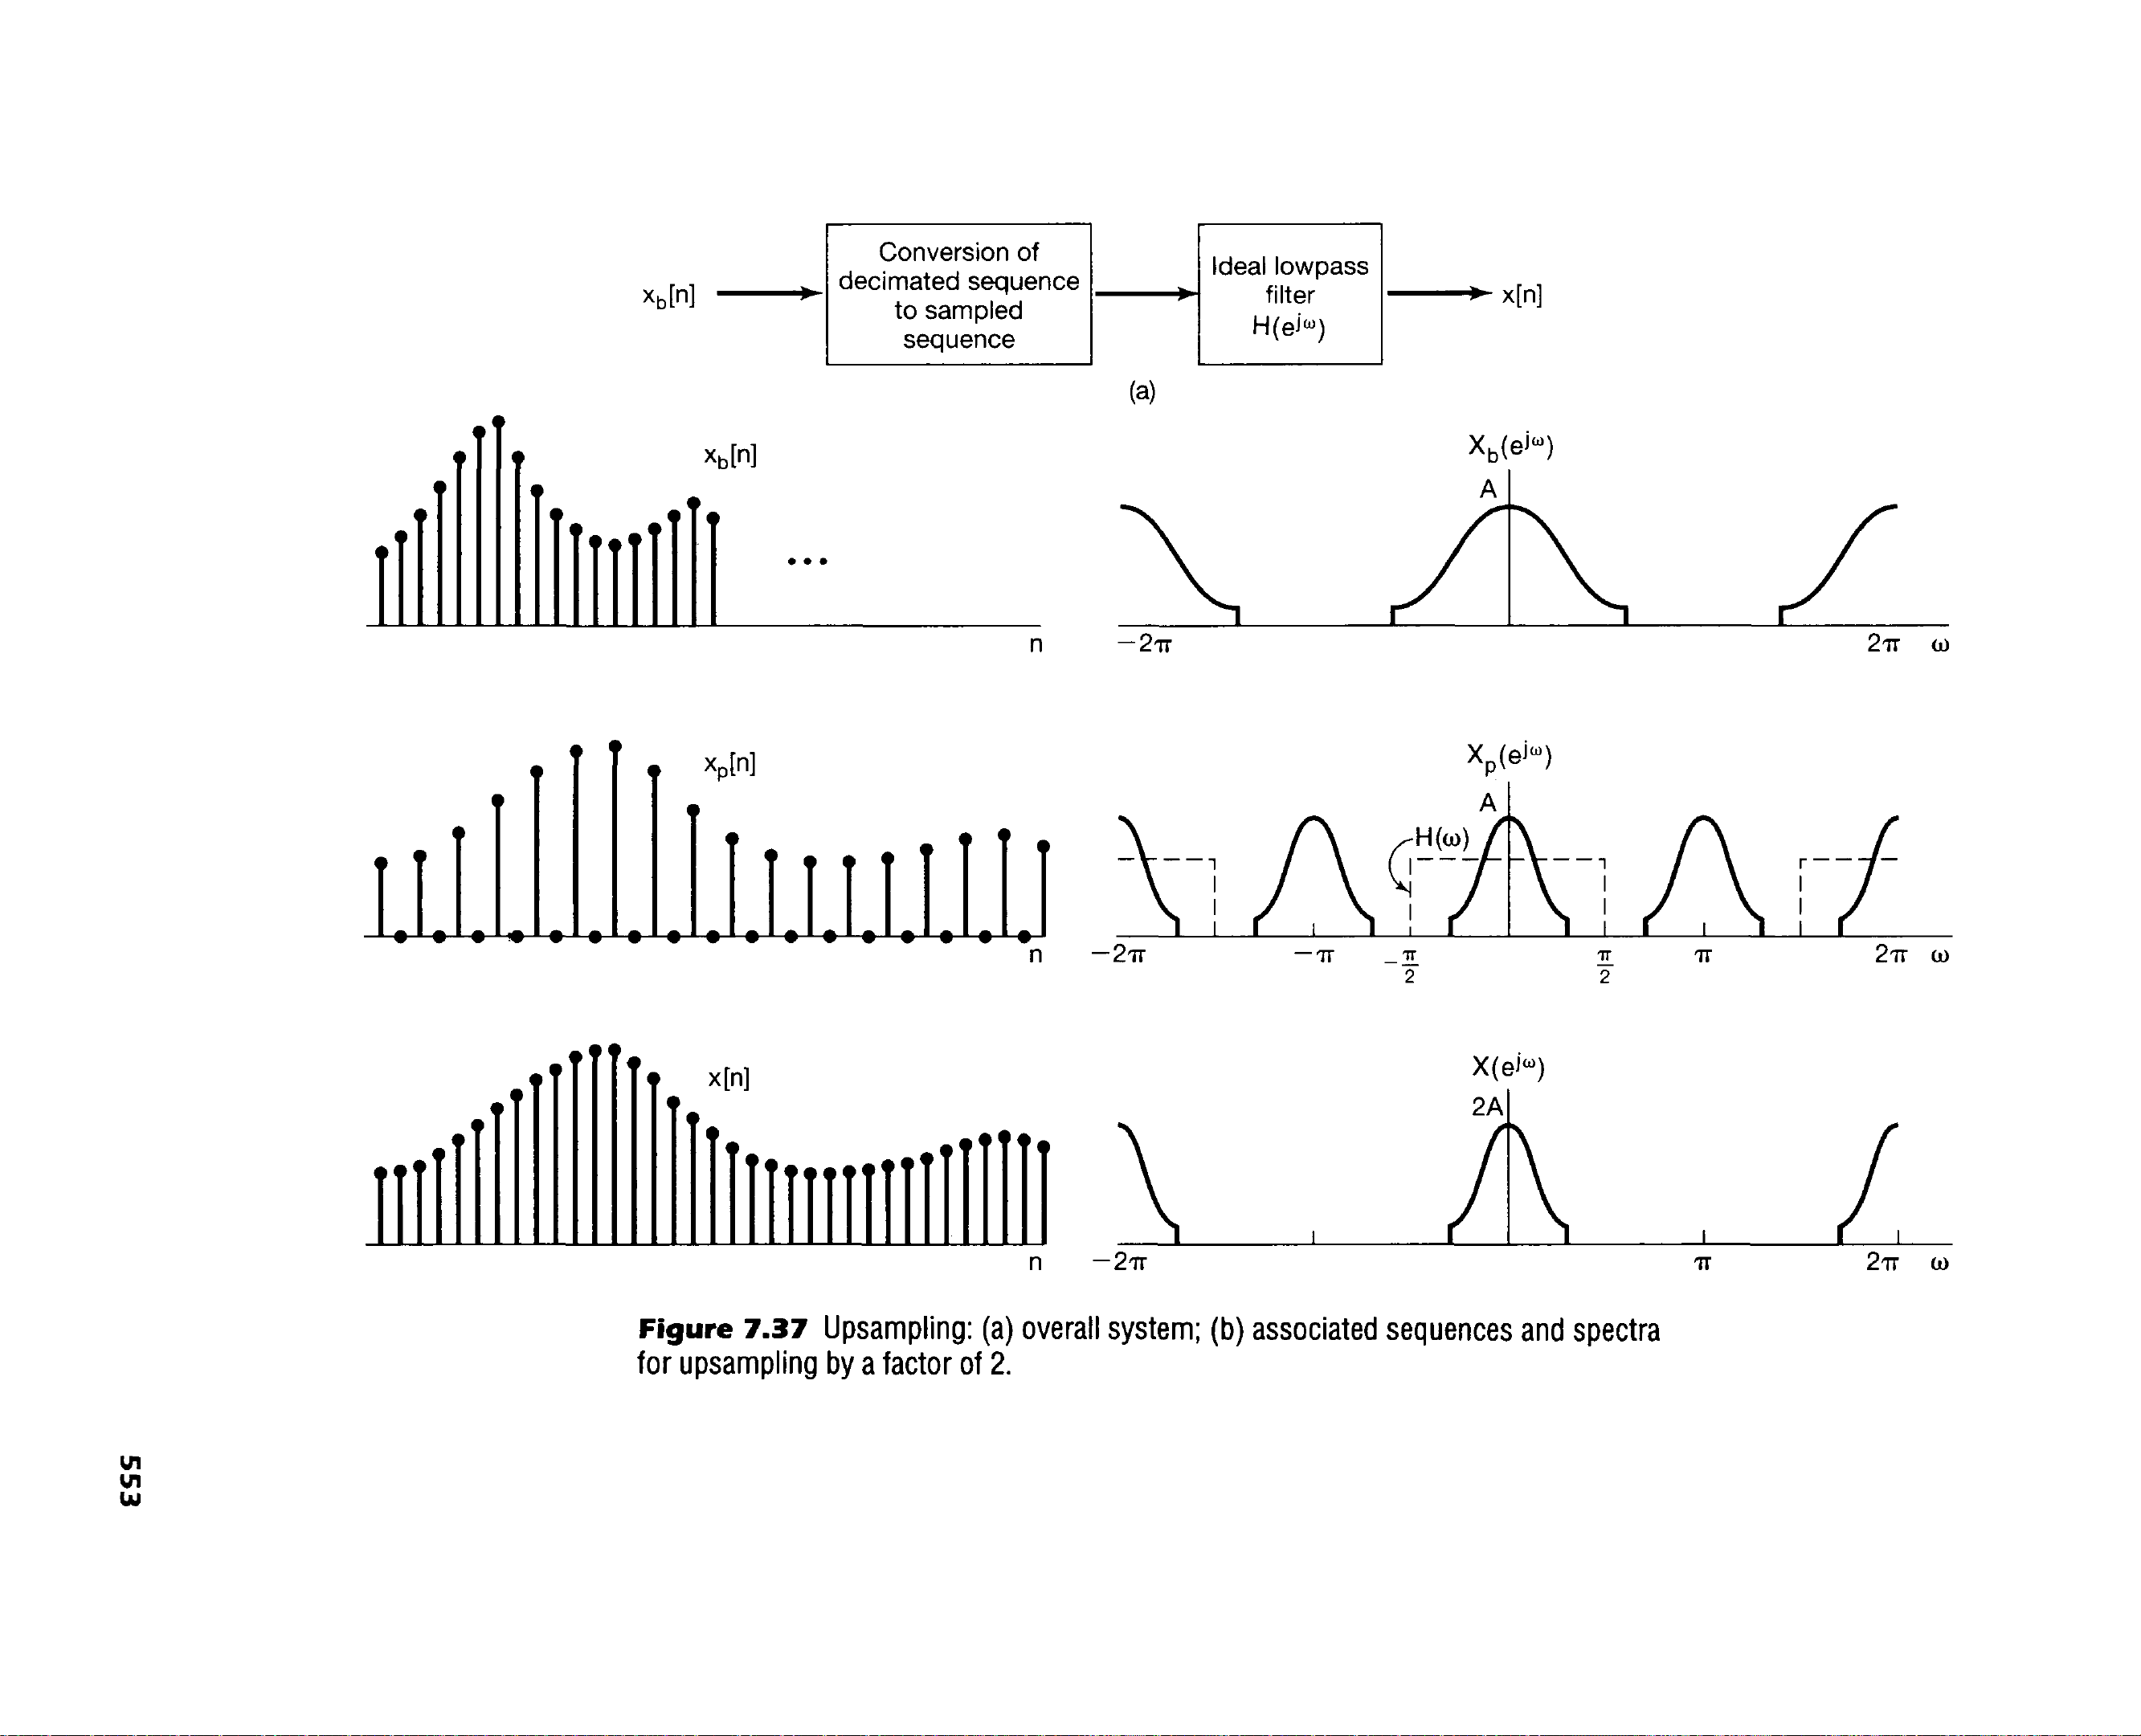 Conversion of
decimated sequence
to sampled
sequence
Ideal lowpass
filter
H(e^jω)
x_b[n]
x[n]
(a)
x_b[n]
X_b(e^jω)
A
...
n
−2π
2π
ω
x_p[n]
X_p(e^jω)
A
H(ω)
n
−2π
−π
−π/2
π/2
π
2π
ω
x[n]
X(e^jω)
2A
n
−2π
π
2π
ω
Figure 7.37 Upsampling: (a) overall system; (b) associated sequences and spectra
for upsampling by a factor of 2.
553